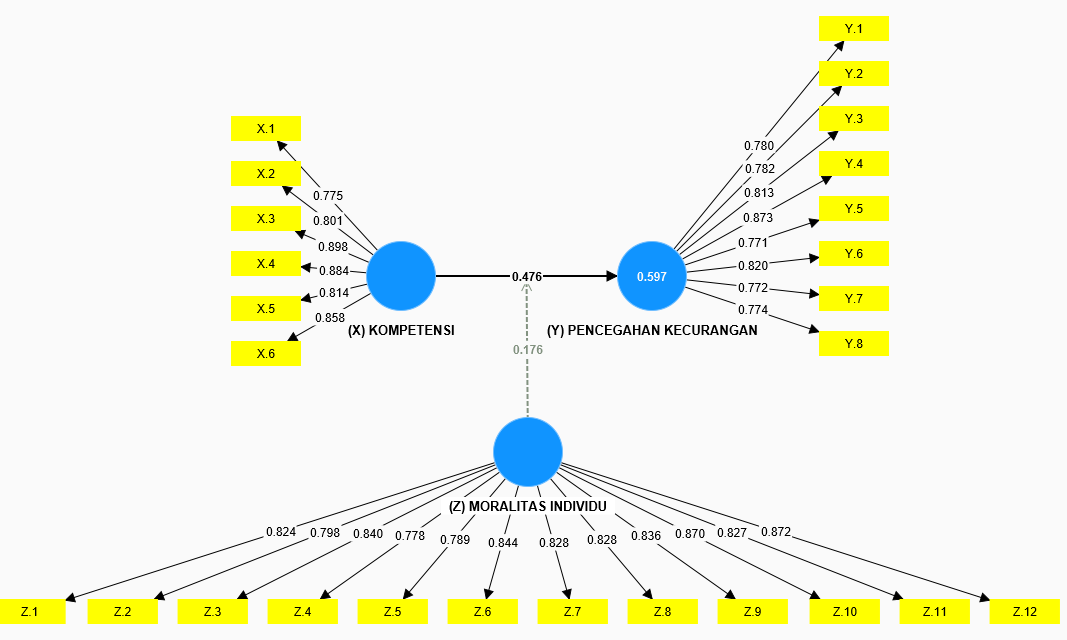 Y.1
Y.2
Y.3
Y.4
Y.5
Y.6
Y.7
Y.8
0.780
0.782
0.813
0.873
0.771
0.820
0.772
0.774
X.1
X.2
X.3
X.4
X.5
X.6
0.775
0.801
0.898
0.884
0.814
0.858
0.476
0.597
(X) KOMPETENSI
(Y) PENCEGAHAN KECURANGAN
0.176
(Z) MORALITAS INDIVIDU
0.824
0.798
0.840
0.778
0.789
0.844
0.828
0.828
0.836
0.870
0.827
0.872
Z.1
Z.2
Z.3
Z.4
Z.5
Z.6
Z.7
Z.8
Z.9
Z.10
Z.11
Z.12